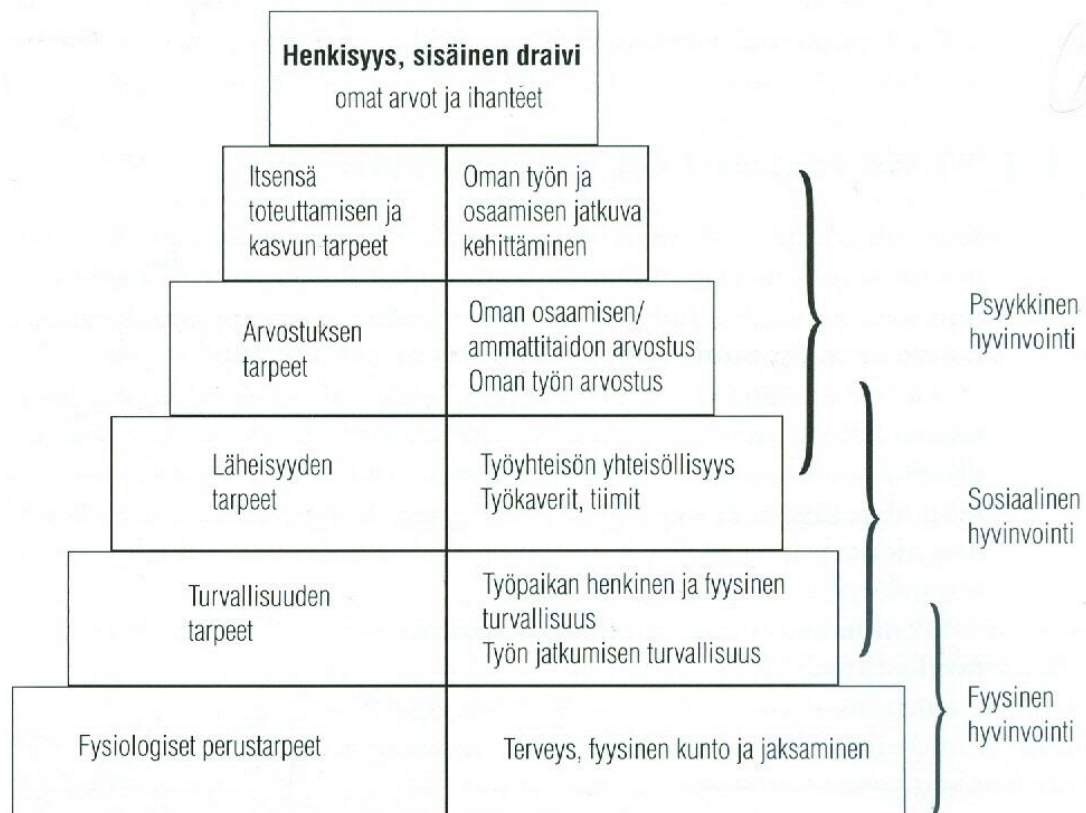 Henkisyys, sisäinen draivi
omat arvot ja ihanteet
Itsensä
toteuttamisen ja
kasvun tarpeet
Oman työn ja
osaamisen jatkuva
kehittäminen
Arvostuksen
tarpeet
Oman osaamisen/
ammattitaidon arvostus
Oman työn arvostus
Psyykkinen
hyvinvointi
Läheisyyden
tarpeet
Työyhteisön yhteisöllisyys
Työkaverit, tiimit
Sosiaalinen
hyvinvointi
Turvallisuuden
tarpeet
Työpaikan henkinen ja fyysinen
turvallisuus
Työn jatkumisen turvallisuus
Fyysinen
hyvinvointi
Fysiologiset perustarpeet
Terveys, fyysinen kunto ja jaksaminen